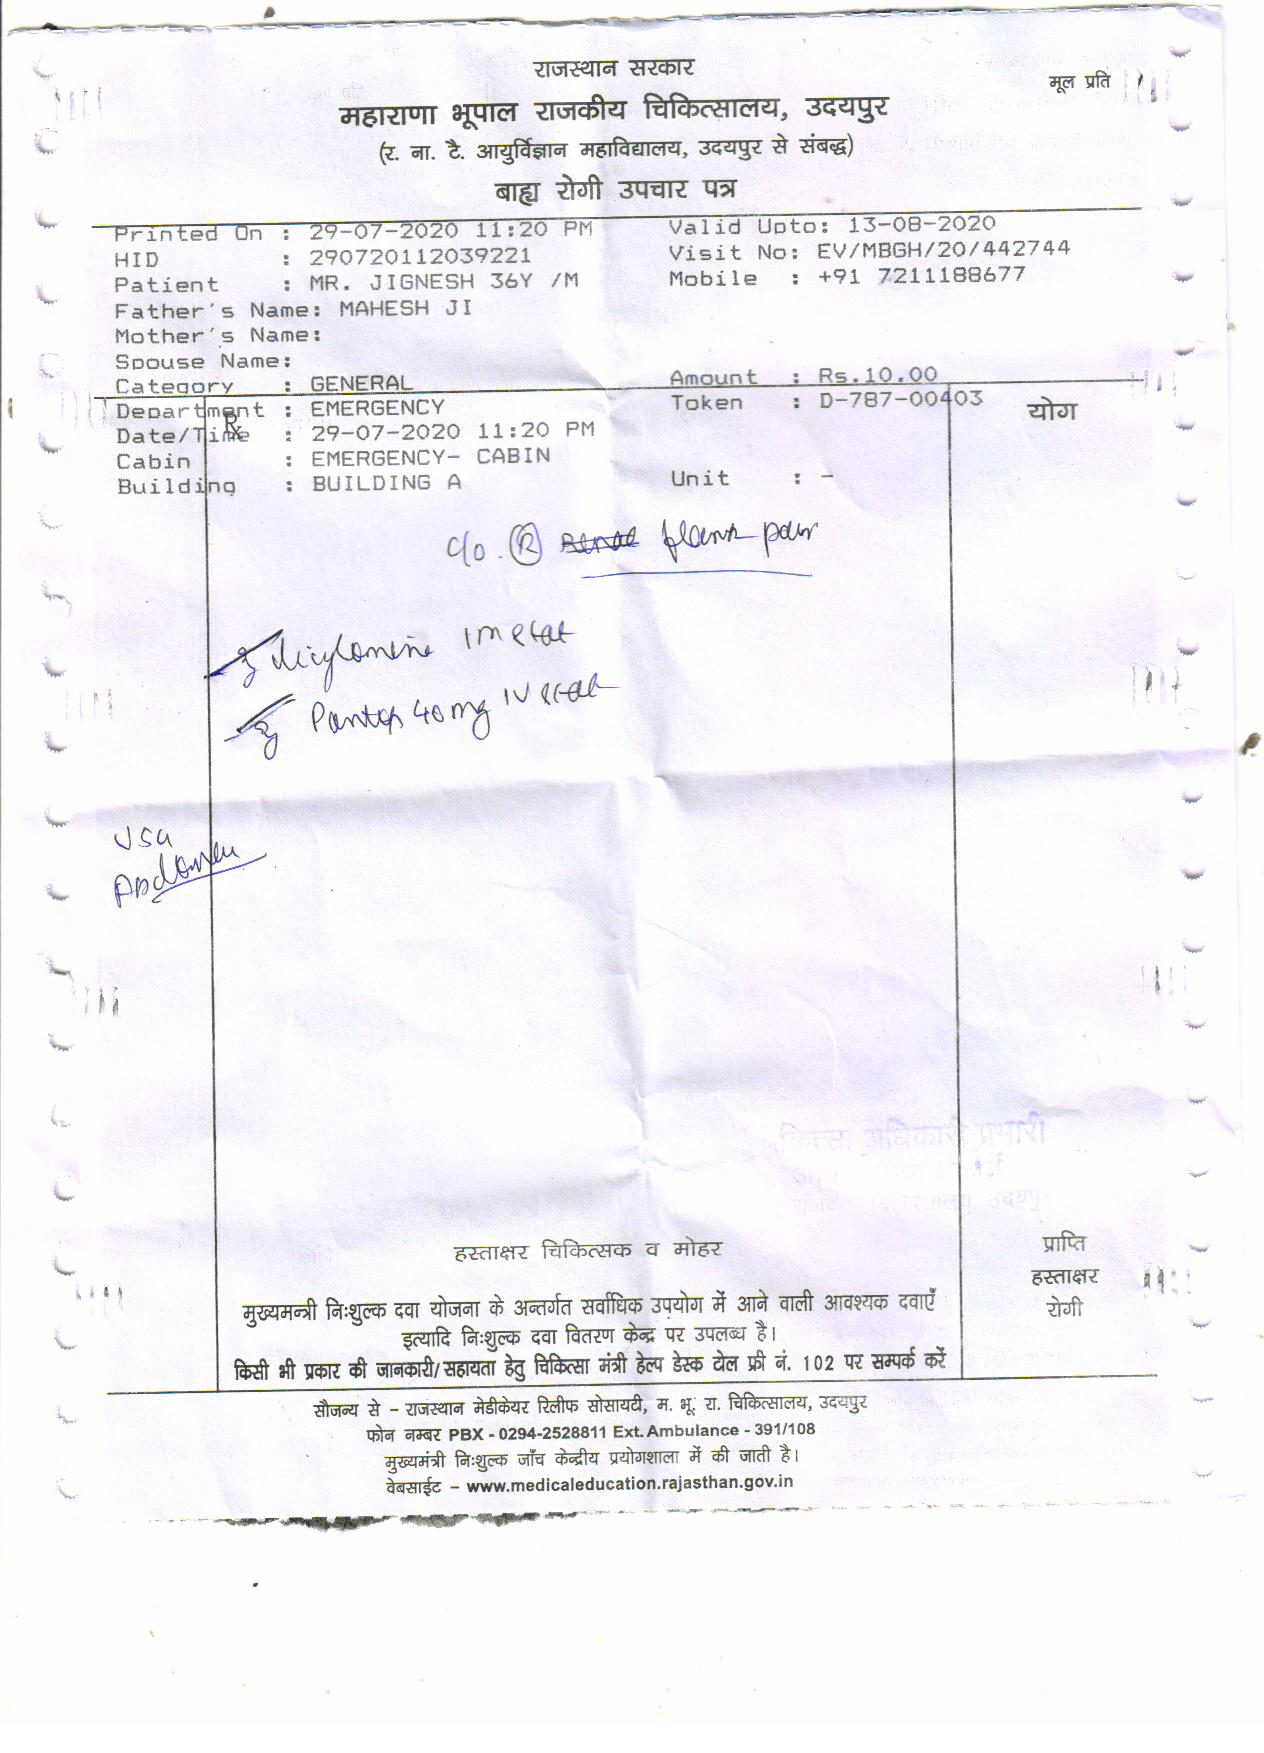 राजस्थान सरकार
मूल प्रति
महाराणा भूपाल राजकीय चिकित्सालय, उदयपुर
(र. ना. टै. आयुर्विज्ञान महाविद्यालय, उदयपुर से संबद्ध)
बाह्य रोगी उपचार पत्र
Printed On : 29-07-2020 11:20 PM Valid Upto: 13-08-2020
HID : 290720112039221 Visit No: EV/MBGH/20/442744
Patient : MR. JIGNESH 36Y /M Mobile : +91 7211188677
Father's Name: MAHESH JI
Mother's Name:
Spouse Name:
Category : GENERAL Amount : Rs.10.00
Department : EMERGENCY Token : D-787-00403 योग
℞
Date/Time : 29-07-2020 11:20 PM
Cabin : EMERGENCY- CABIN
Building : BUILDING A Unit : -
c/o. (R) flank pain
Dicylomine IM stat
Pantop 40mg IV stat
USG
Abdomen
चिकित्सा अधिकारी प्रभारी
उदयपुर
हस्ताक्षर चिकित्सक व मोहर
प्राप्ति
हस्ताक्षर
रोगी
मुख्यमन्त्री निःशुल्क दवा योजना के अन्तर्गत सर्वाधिक उपयोग में आने वाली आवश्यक दवाएँ
इत्यादि निःशुल्क दवा वितरण केन्द्र पर उपलब्ध है।
किसी भी प्रकार की जानकारी/सहायता हेतु चिकित्सा मंत्री हेल्प डेस्क टोल फ्री नं. 102 पर सम्पर्क करें
सौजन्य से – राजस्थान मेडीकेयर रिलीफ सोसायटी, म. भू. रा. चिकित्सालय, उदयपुर
फोन नम्बर PBX - 0294-2528811 Ext. Ambulance - 391/108
मुख्यमंत्री निःशुल्क जाँच केन्द्रीय प्रयोगशाला में की जाती है।
वेबसाईट – www.medicaleducation.rajasthan.gov.in